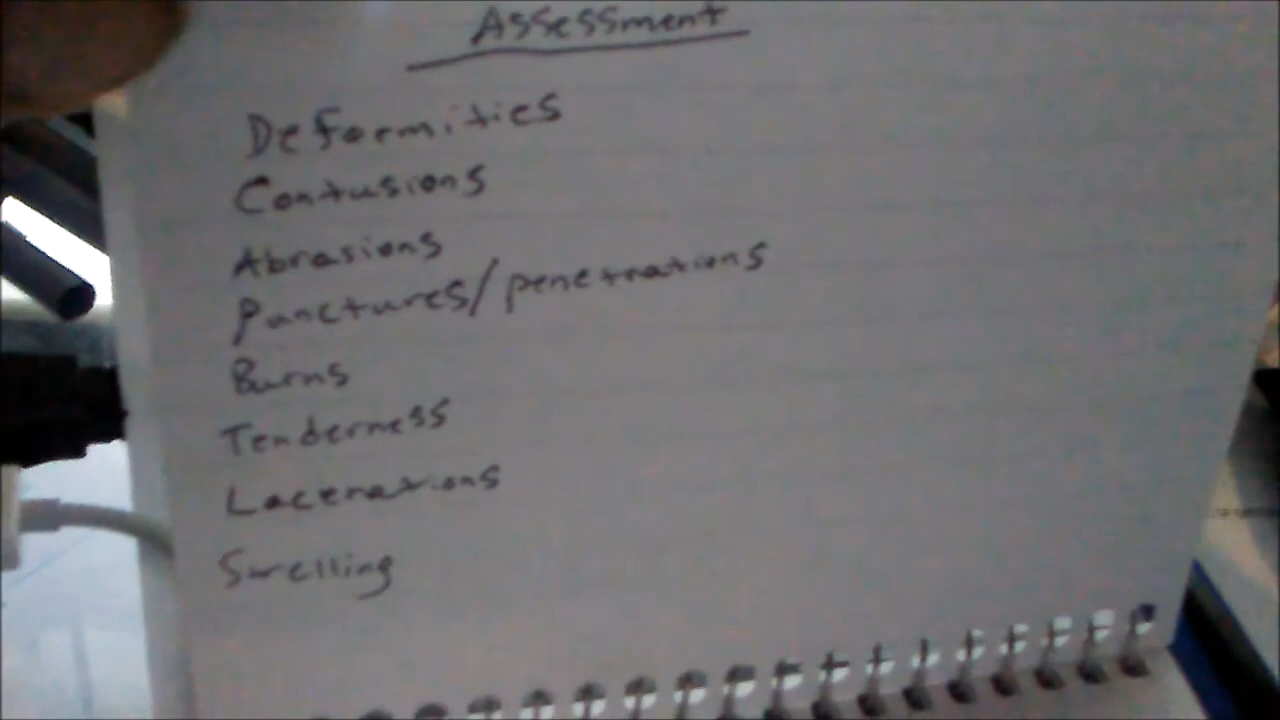 Assessment
Deformities
Contusions
Abrasions
Punctures/penetrations
Burns
Tenderness
Lacerations
Swelling